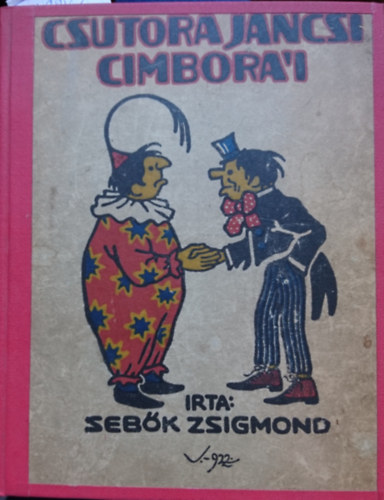 CSUTORA JANCSI
CIMBORA'I
IRTA:
SEBŐK ZSIGMOND